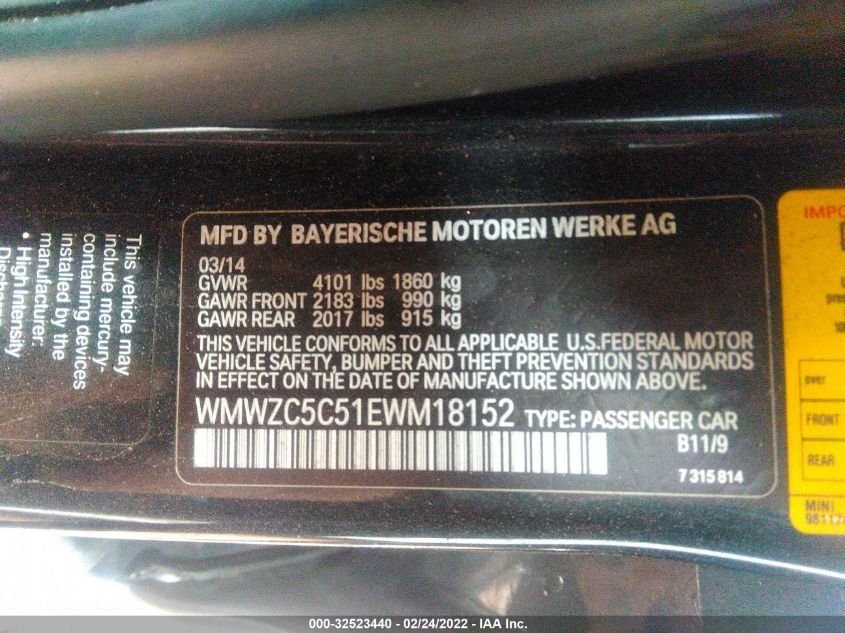 This vehicle may
include mercury-
containing devices
installed by the
manufacturer:
• High Intensity
MFD BY BAYERISCHE MOTOREN WERKE AG
03/14
GVWR 4101 lbs 1860 kg
GAWR FRONT 2183 lbs 990 kg
GAWR REAR 2017 lbs 915 kg
THIS VEHICLE CONFORMS TO ALL APPLICABLE U.S.FEDERAL MOTOR
VEHICLE SAFETY, BUMPER AND THEFT PREVENTION STANDARDS
IN EFFECT ON THE DATE OF MANUFACTURE SHOWN ABOVE.
WMWZC5C51EWM18152 TYPE: PASSENGER CAR
B11/9
7315814
over
FRONT
REAR
MINI
000-32523440 - 02/24/2022 - IAA Inc.